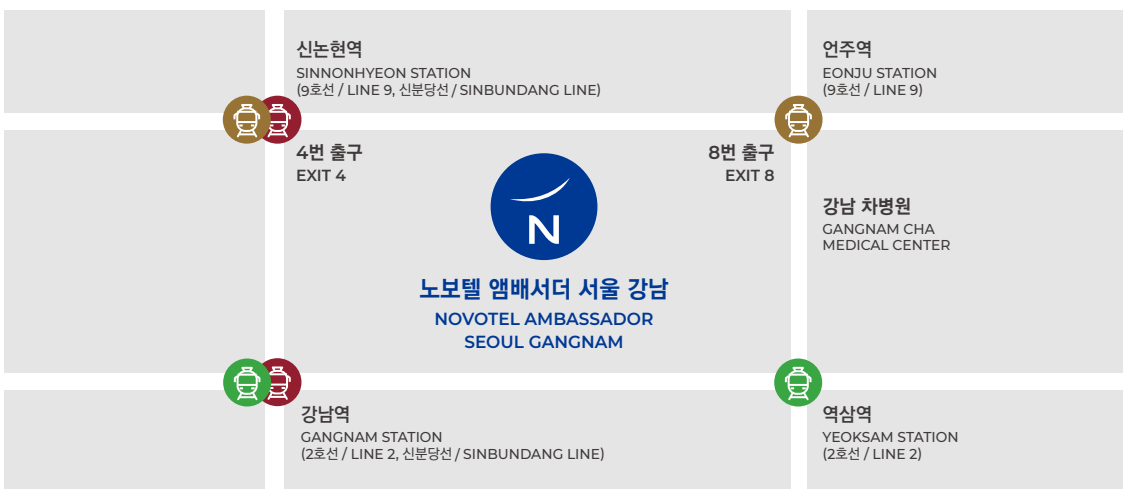 신논현역
SINNONHYEON STATION
(9호선 / LINE 9, 신분당선 / SINBUNDANG LINE)
언주역
EONJU STATION
(9호선 / LINE 9)
4번 출구
EXIT 4
8번 출구
EXIT 8
N
노보텔 앰배서더 서울 강남
NOVOTEL AMBASSADOR
SEOUL GANGNAM
강남 차병원
GANGNAM CHA
MEDICAL CENTER
강남역
GANGNAM STATION
(2호선 / LINE 2, 신분당선 / SINBUNDANG LINE)
역삼역
YEOKSAM STATION
(2호선 / LINE 2)